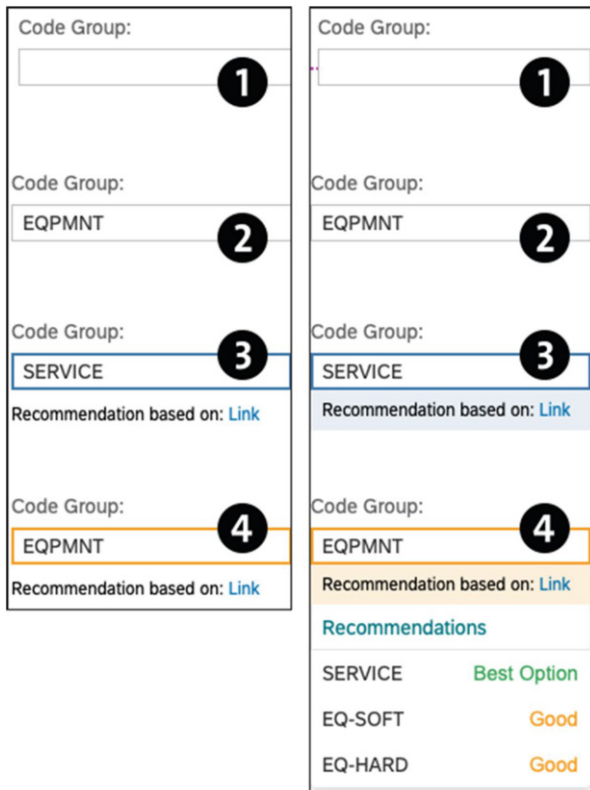 Code Group:
1
Code Group:
EQPMNT
2
Code Group:
SERVICE
3
Recommendation based on: Link
Code Group:
EQPMNT
4
Recommendation based on: Link
Code Group:
1
Code Group:
EQPMNT
2
Code Group:
SERVICE
3
Recommendation based on: Link
Code Group:
EQPMNT
4
Recommendation based on: Link
Recommendations
SERVICE Best Option
EQ-SOFT Good
EQ-HARD Good